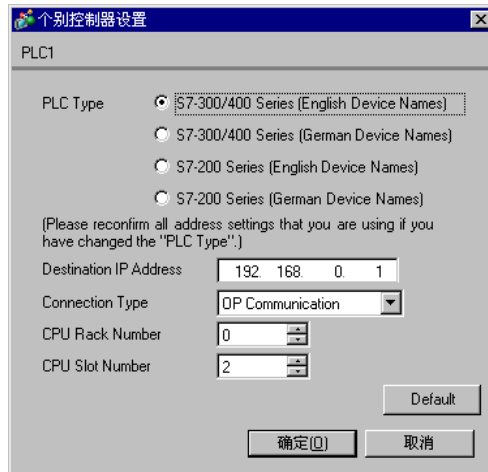 个别控制器设置
PLC1
PLC Type
S7-300/400 Series (English Device Names)
S7-300/400 Series (German Device Names)
S7-200 Series (English Device Names)
S7-200 Series (German Device Names)
(Please reconfirm all address settings that you are using if you
have changed the "PLC Type".)
Destination IP Address 192. 168. 0. 1
Connection Type OP Communication
CPU Rack Number 0
CPU Slot Number 2
Default
确定(O) 取消